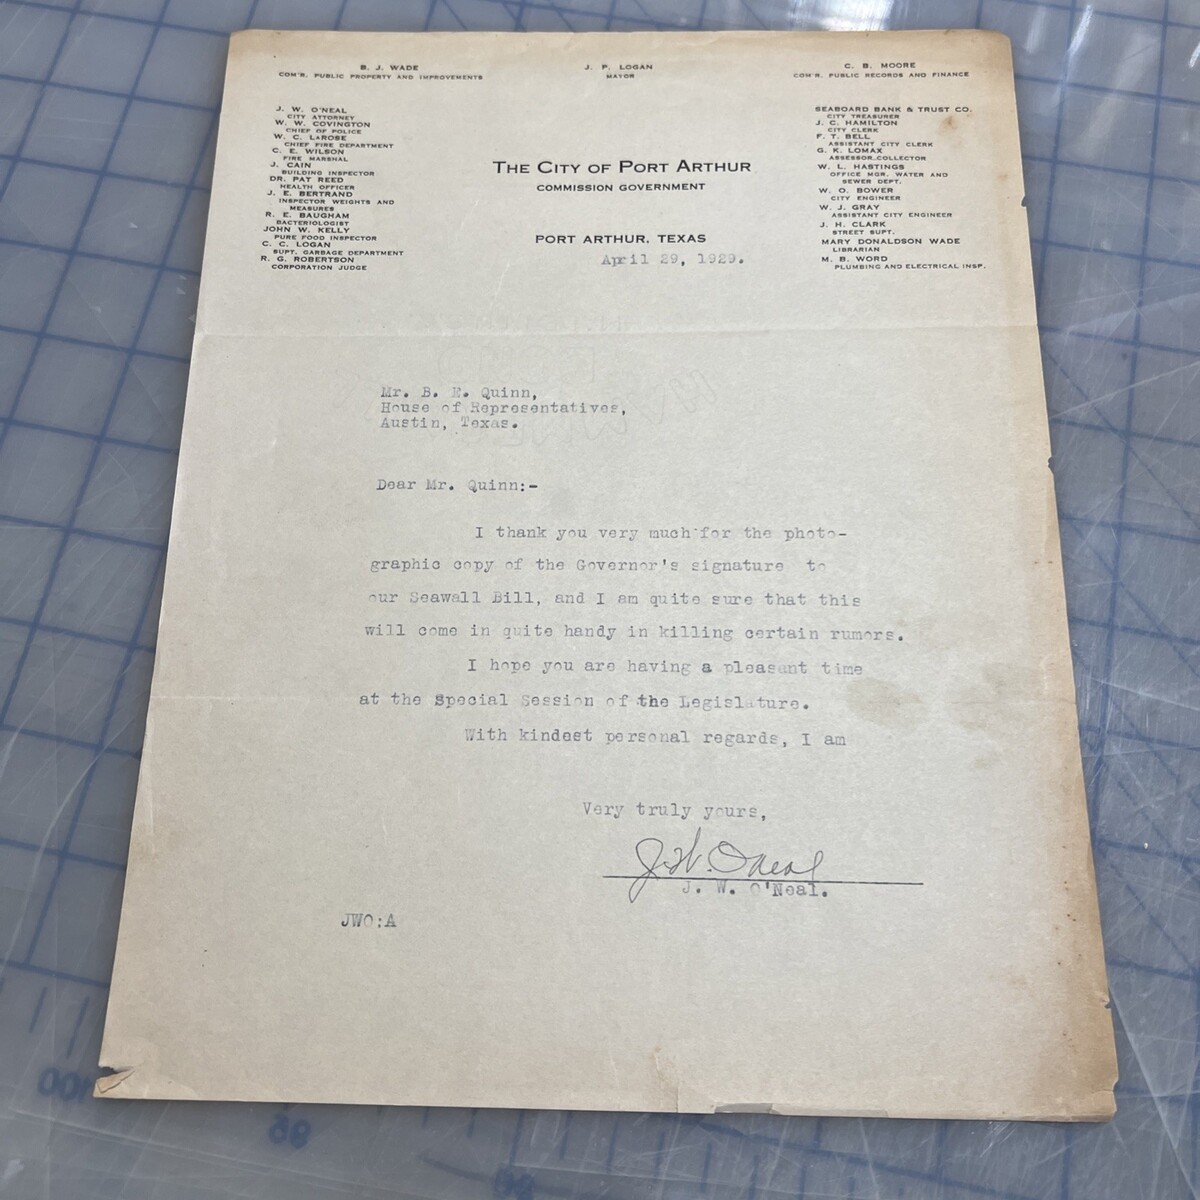 B. J. WADE
COM'R. PUBLIC PROPERTY AND IMPROVEMENTS
J. P. LOGAN
MAYOR
C. B. MOORE
COM'R. PUBLIC RECORDS AND FINANCE
J. W. O'NEAL
CITY ATTORNEY
W. W. COVINGTON
CHIEF OF POLICE
W. C. LAROSE
CHIEF FIRE DEPARTMENT
C. E. WILSON
FIRE MARSHAL
J. CAIN
BUILDING INSPECTOR
DR. PAT REED
HEALTH OFFICER
J. E. BERTRAND
INSPECTOR WEIGHTS AND
MEASURES
R. E. BAUGHAM
BACTERIOLOGIST
JOHN W. KELLY
PURE FOOD INSPECTOR
C. C. LOGAN
SUPT. GARBAGE DEPARTMENT
R. G. ROBERTSON
CORPORATION JUDGE
THE CITY OF PORT ARTHUR
COMMISSION GOVERNMENT
PORT ARTHUR, TEXAS
SEABOARD BANK & TRUST CO.
CITY TREASURER
J. C. HAMILTON
CITY CLERK
F. T. BELL
ASSISTANT CITY CLERK
G. K. LOMAX
ASSESSOR-COLLECTOR
W. L. HASTINGS
OFFICE MGR. WATER AND
SEWER DEPT.
W. O. BOWER
CITY ENGINEER
W. J. GRAY
ASSISTANT CITY ENGINEER
J. H. CLARK
STREET SUPT.
MARY DONALDSON WADE
LIBRARIAN
M. B. WORD
PLUMBING AND ELECTRICAL INSP.
April 29, 1929.
Mr. B. E. Quinn,
House of Representatives,
Austin, Texas.
Dear Mr. Quinn:-
I thank you very much for the photo-
graphic copy of the Governor's signature to
our Seawall Bill, and I am quite sure that this
will come in quite handy in killing certain rumors.
I hope you are having a pleasant time
at the Special Session of the Legislature.
With kindest personal regards, I am
Very truly yours,
J. W. O'Neal
J. W. O'Neal.
JWO:A